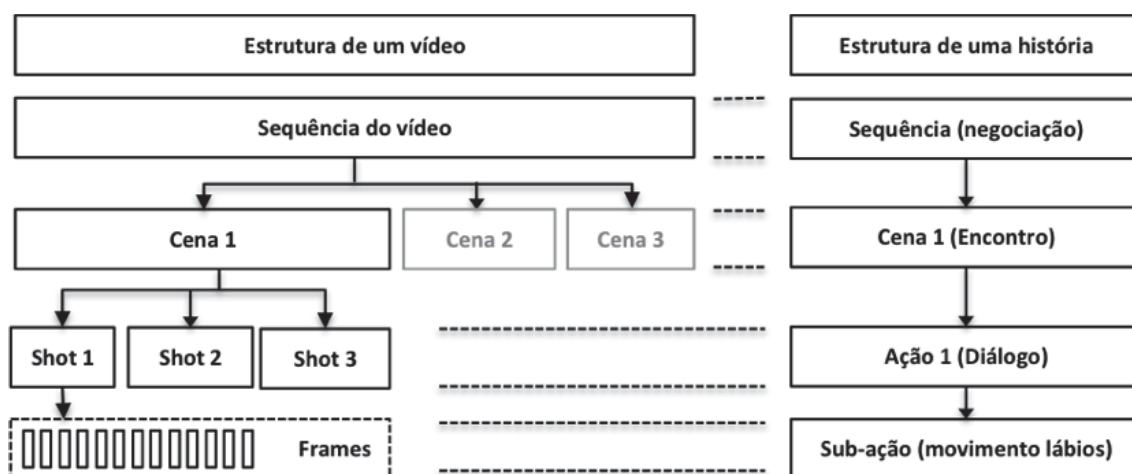 Estrutura de um vídeo
Estrutura de uma história
Sequência do vídeo
Sequência (negociação)
Cena 1
Cena 2
Cena 3
Cena 1 (Encontro)
Shot 1
Shot 2
Shot 3
Ação 1 (Diálogo)
Frames
Sub-ação (movimento lábios)